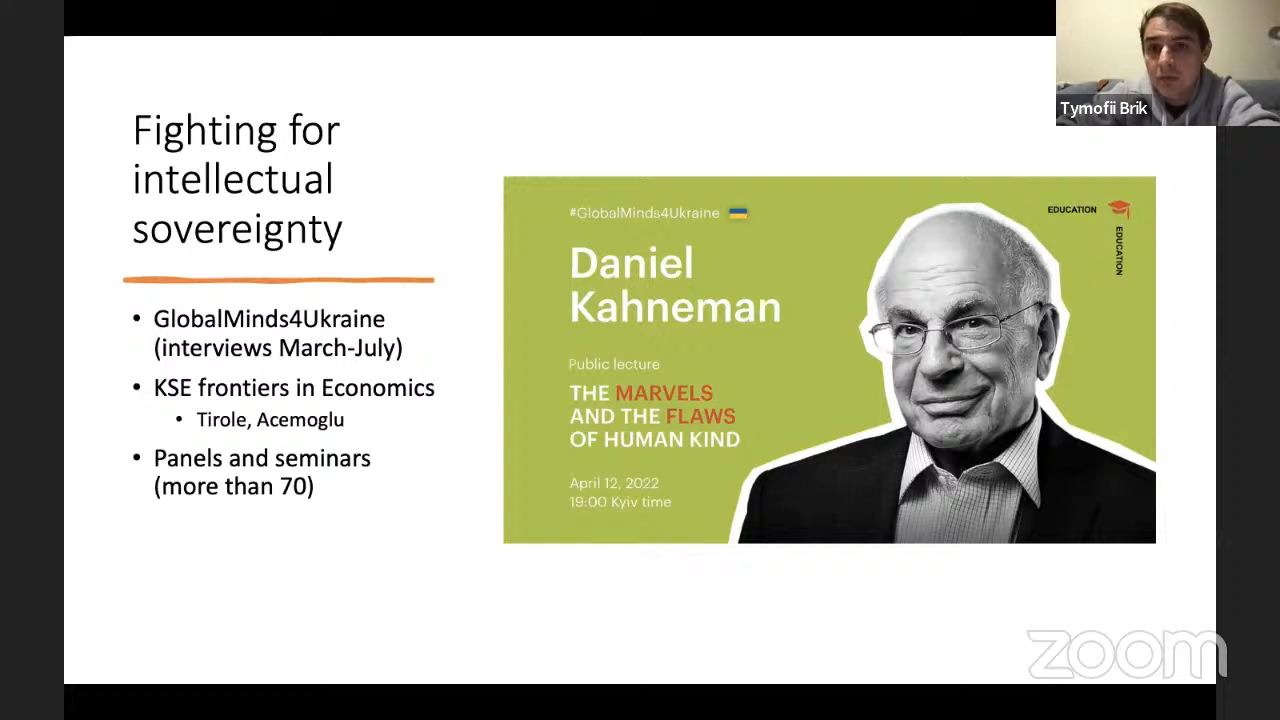 Fighting for
intellectual
sovereignty
• GlobalMinds4Ukraine
(interviews March-July)
• KSE frontiers in Economics
• Tirole, Acemoglu
• Panels and seminars
(more than 70)
#GlobalMinds4Ukraine
Daniel
Kahneman
Public lecture
THE MARVELS
AND THE FLAWS
OF HUMAN KIND
April 12, 2022
19:00 Kyiv time
EDUCATION
EDUCATION
Tymofii Brik
zoom